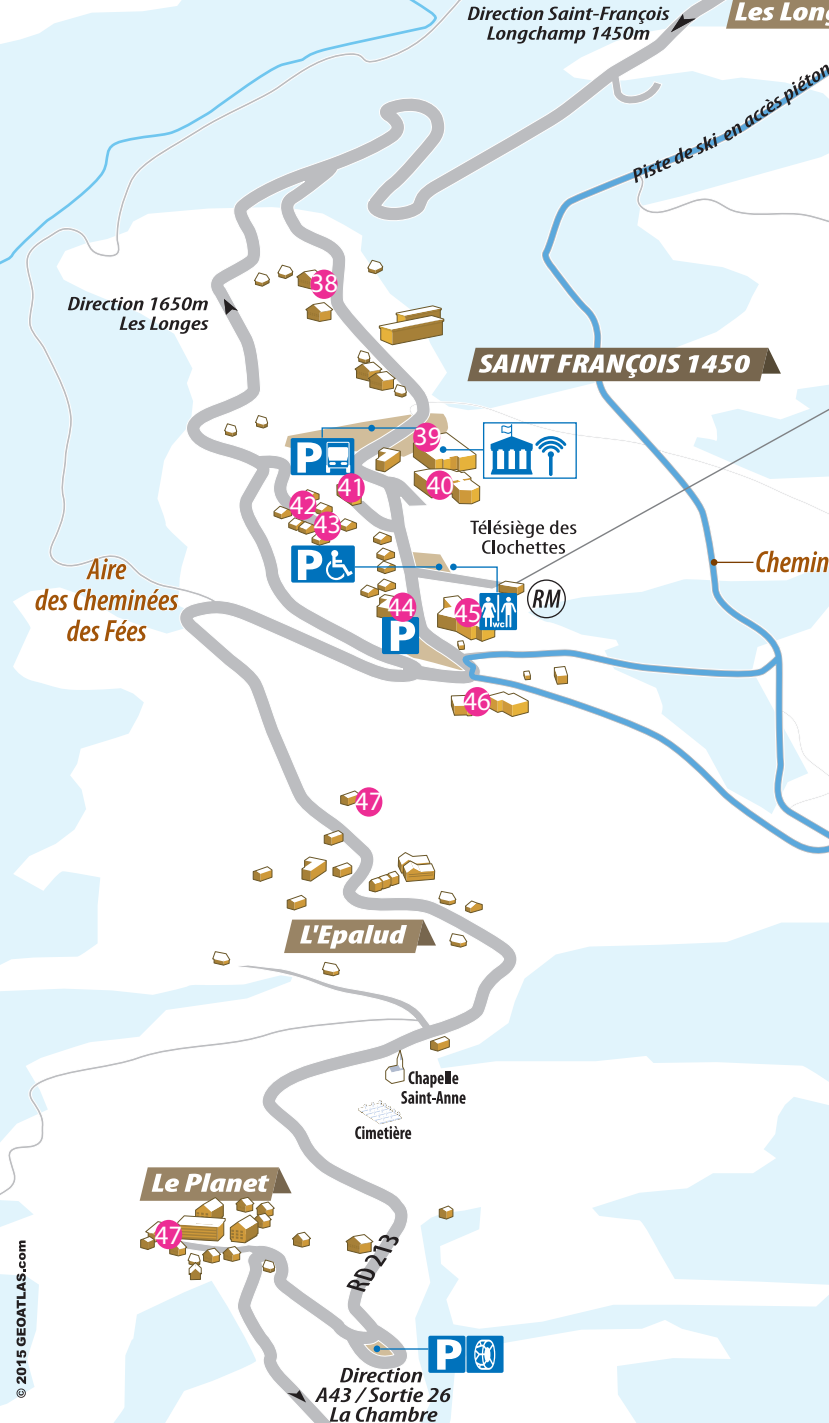 Direction Saint-François
Longchamp 1450m
Les Long
Piste de ski en accès piéton
38
Direction 1650m
Les Longes
SAINT FRANÇOIS 1450
39
P
40
41
42
43
Télésiège des
Clochettes
P
Chemin
Aire
des Cheminées
des Fées
RM
44
45
WC
P
46
47
L'Epalud
Chapelle
Saint-Anne
Cimetière
Le Planet
47
RD 213
P
Direction
A43 / Sortie 26
La Chambre
© 2015 GEOATLAS.com